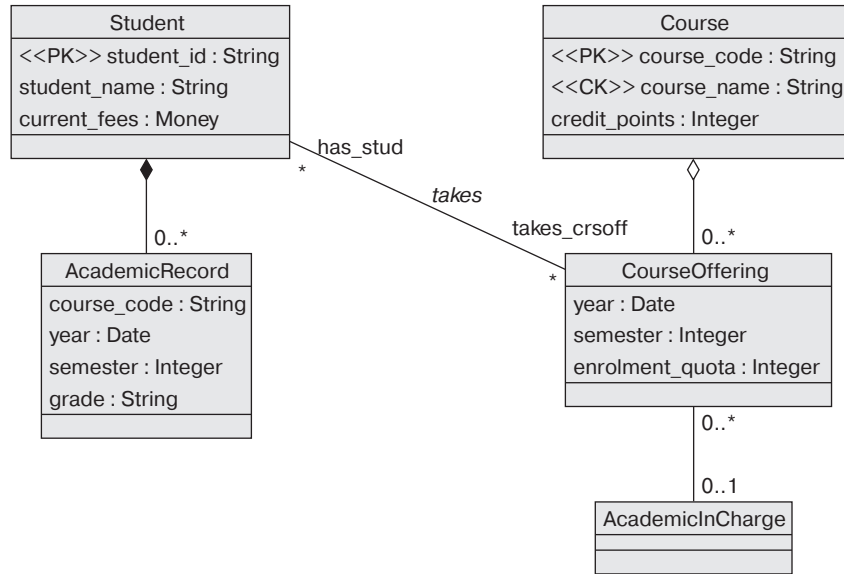 Student
<<PK>> student_id : String
student_name : String
current_fees : Money
Course
<<PK>> course_code : String
<<CK>> course_name : String
credit_points : Integer
has_stud
*
takes
takes_crsoff
*
0..*
AcademicRecord
course_code : String
year : Date
semester : Integer
grade : String
0..*
CourseOffering
year : Date
semester : Integer
enrolment_quota : Integer
0..*
0..1
AcademicInCharge